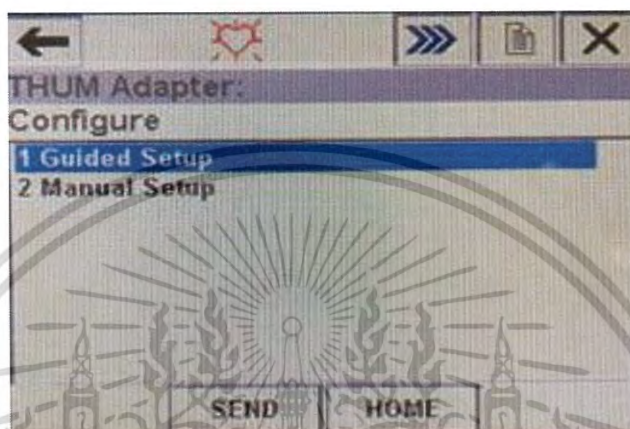 THUM Adapter:
Configure
1 Guided Setup
2 Manual Setup
SEND HOME